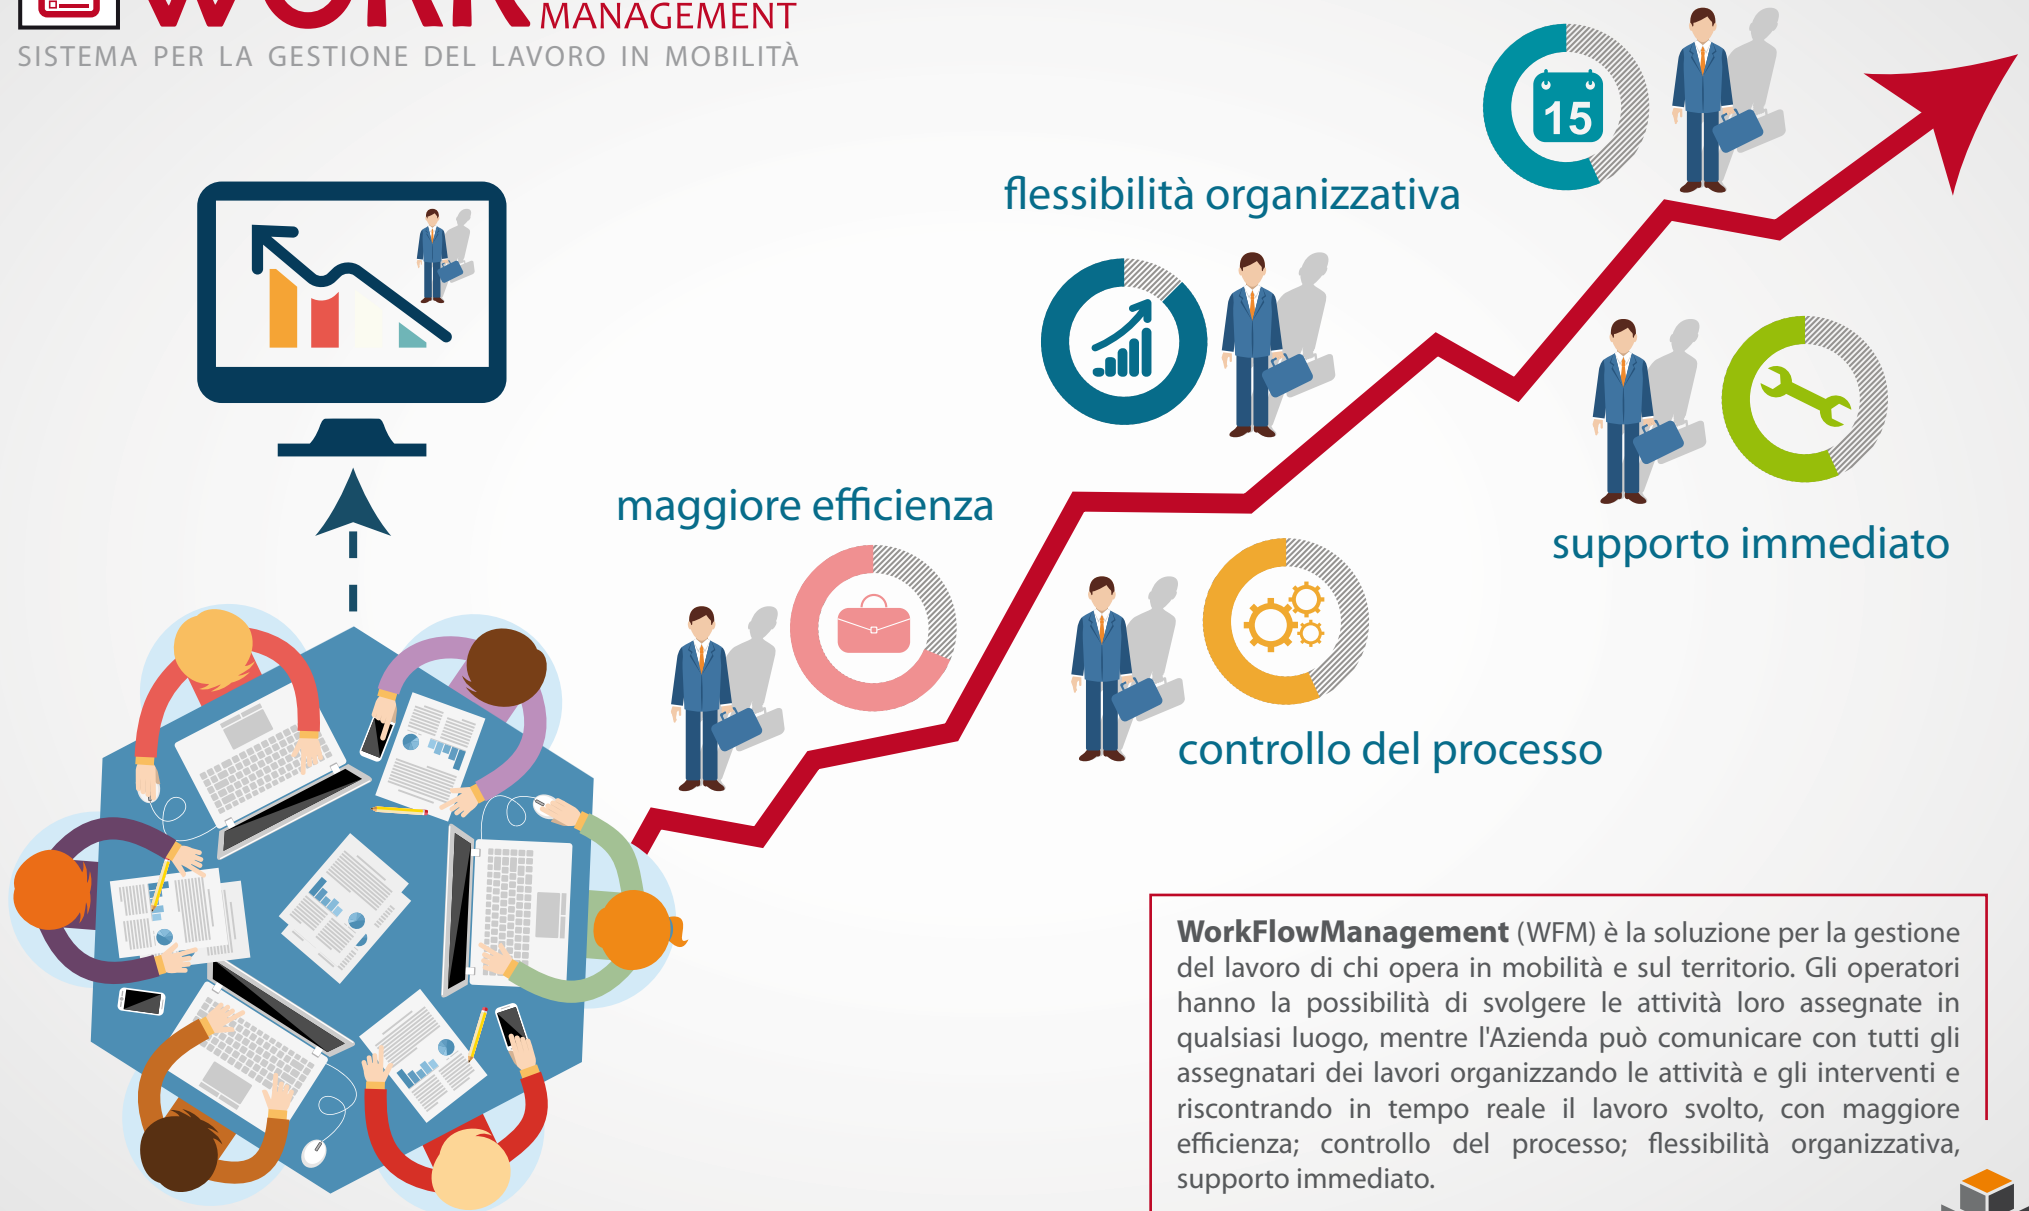 WORK
MANAGEMENT
SISTEMA PER LA GESTIONE DEL LAVORO IN MOBILITÀ
15
flessibilità organizzativa
maggiore efficienza
supporto immediato
controllo del processo
WorkFlowManagement (WFM) è la soluzione per la gestione
del lavoro di chi opera in mobilità e sul territorio. Gli operatori
hanno la possibilità di svolgere le attività loro assegnate in
qualsiasi luogo, mentre l'Azienda può comunicare con tutti gli
assegnatari dei lavori organizzando le attività e gli interventi e
riscontrando in tempo reale il lavoro svolto, con maggiore
efficienza; controllo del processo; flessibilità organizzativa,
supporto immediato.